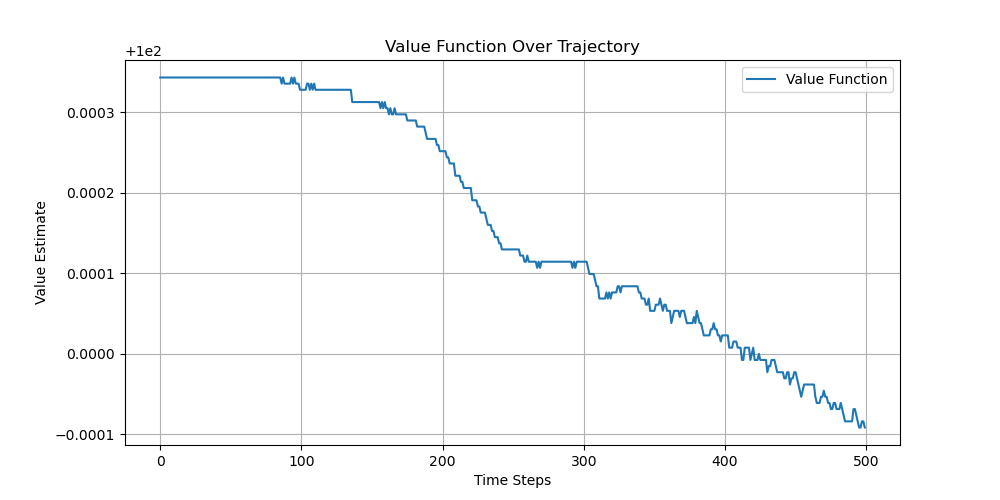 Value Function Over Trajectory
+1e2
Value Function
0.0003
0.0002
0.0001
0.0000
−0.0001
Value Estimate
0 100 200 300 400 500
Time Steps